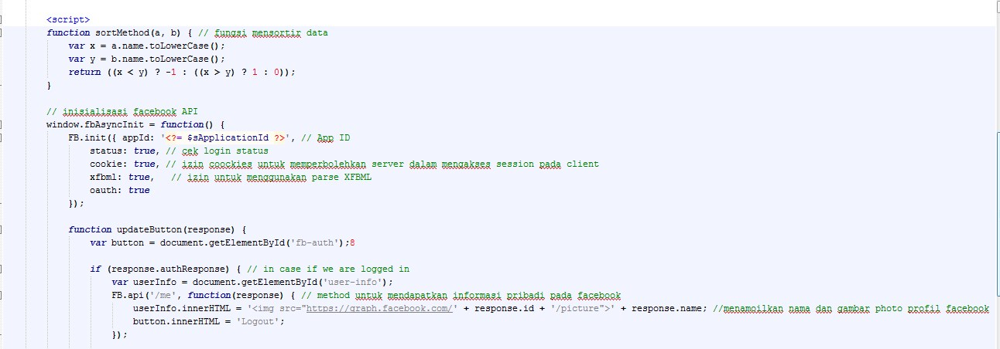 <script>
function sortMethod(a, b) { // fungsi mensortir data
var x = a.name.toLowerCase();
var y = b.name.toLowerCase();
return ((x < y) ? -1 : ((x > y) ? 1 : 0));
}
// inisialisasi facebook API
window.fbAsyncInit = function() {
FB.init({ appId: '<?= $sApplicationId ?>', // App ID
status: true, // cek login status
cookie: true, // izin coockies untuk memperbolehkan server dalam mengakses session pada client
xfbml: true, // izin untuk menggunakan parse XFBML
oauth: true
});
function updateButton(response) {
var button = document.getElementById('fb-auth');8
if (response.authResponse) { // in case if we are logged in
var userInfo = document.getElementById('user-info');
FB.api('/me', function(response) { // method untuk mendapatkan informasi pribadi pada facebook
userInfo.innerHTML = '<img src="https://graph.facebook.com/' + response.id + '/picture">' + response.name; //menamoilkan nama dan gambar photo profil facebook
button.innerHTML = 'Logout';
});